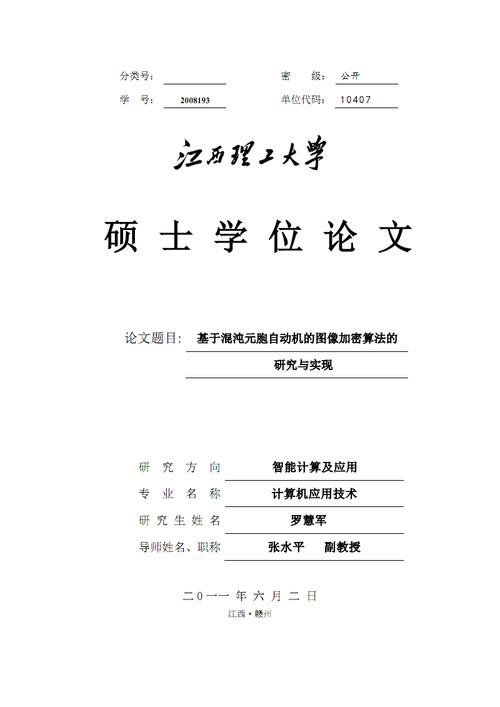 分类号: 密 级: 公开
学 号: 2008193 单位代码: 10407
江西理工大学
硕士学位论文
论文题目: 基于混沌元胞自动机的图像加密算法的
研究与实现
研究方向 智能计算及应用
专业名称 计算机应用技术
研究生姓名 罗慧军
导师姓名、职称 张水平 副教授
二0一一年六月二日
江西·赣州